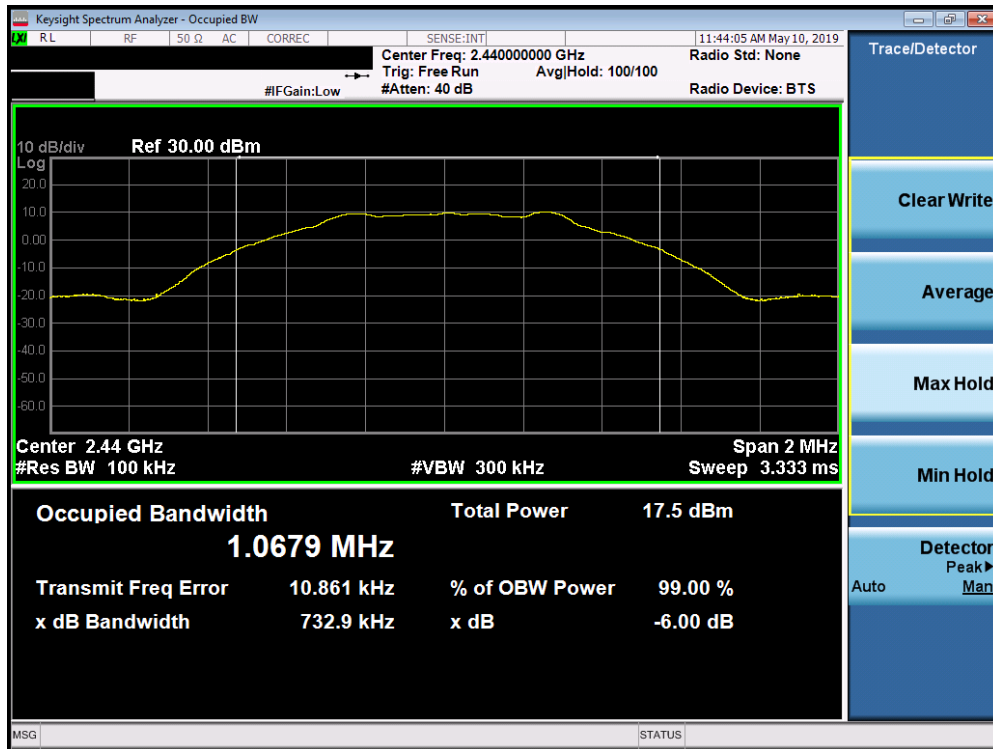 Keysight Spectrum Analyzer - Occupied BW
LXI RL RF 50 Ω AC CORREC SENSE:INT 11:44:05 AM May 10, 2019
Center Freq: 2.440000000 GHz Radio Std: None
Trig: Free Run Avg|Hold: 100/100
#IFGain:Low #Atten: 40 dB Radio Device: BTS
10 dB/div Ref 30.00 dBm
Log
20.0
10.0
0.00
-10.0
-20.0
-30.0
-40.0
-50.0
-60.0
Center 2.44 GHz Span 2 MHz
#Res BW 100 kHz #VBW 300 kHz Sweep 3.333 ms
Occupied Bandwidth Total Power 17.5 dBm
1.0679 MHz
Transmit Freq Error 10.861 kHz % of OBW Power 99.00 %
x dB Bandwidth 732.9 kHz x dB -6.00 dB
MSG STATUS
Trace/Detector
Clear Write
Average
Max Hold
Min Hold
Detector
Peak▶
Auto Man